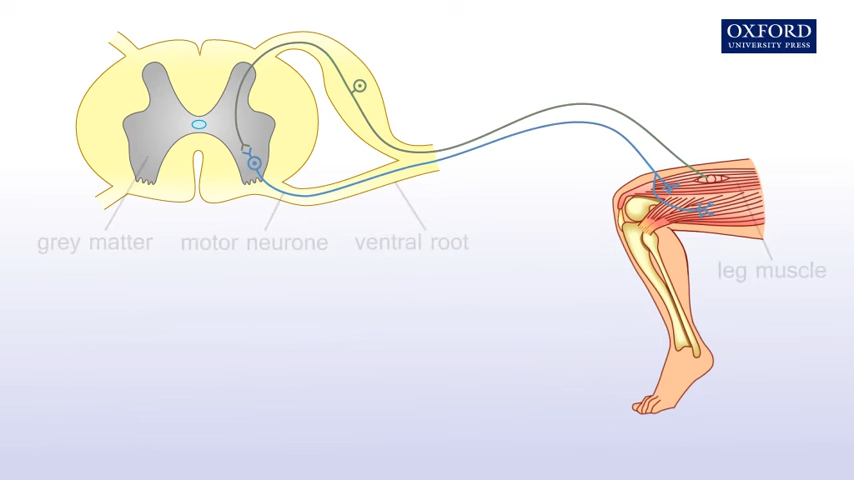 OXFORD
UNIVERSITY PRESS
grey matter
motor neurone
ventral root
leg muscle